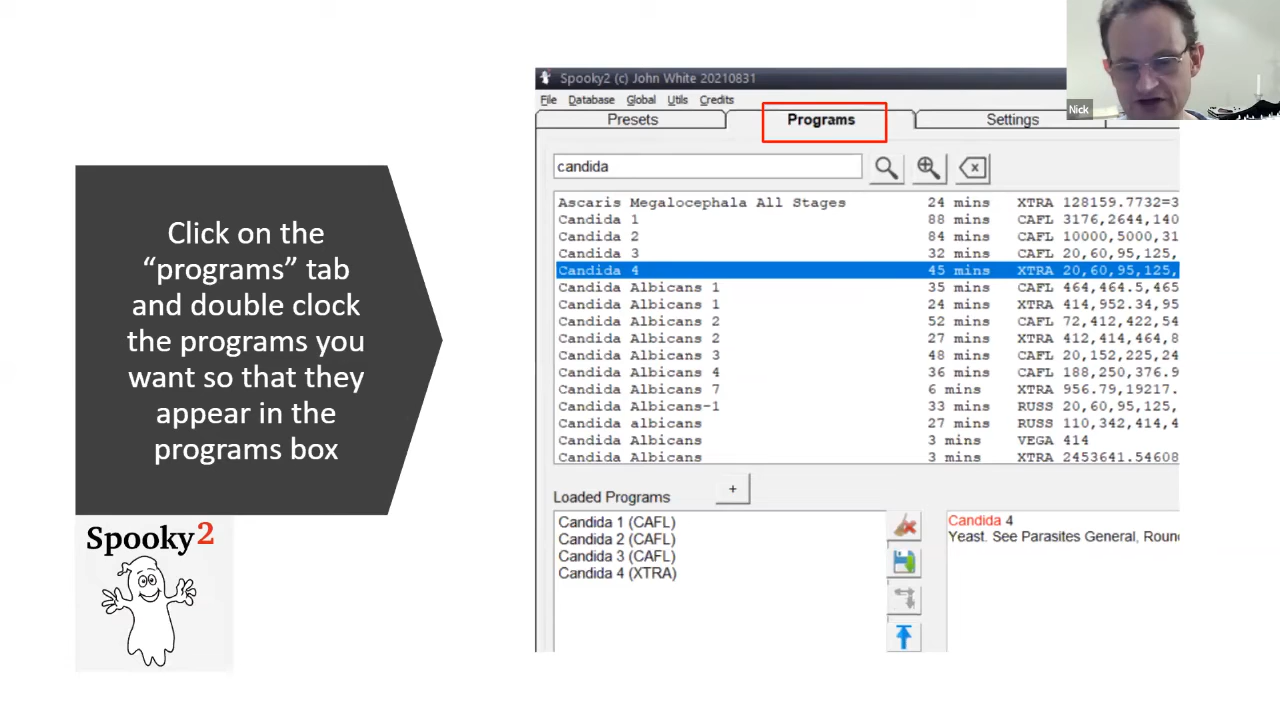 Click on the
“programs” tab
and double clock
the programs you
want so that they
appear in the
programs box
Spooky2
Spooky2 (c) John White 20210831
File Database Global Utils Credits
Presets Programs Settings
candida
Ascaris Megalocephala All Stages 24 mins XTRA 128159.7732=3
Candida 1 88 mins CAFL 3176,2644,140
Candida 2 84 mins CAFL 10000,5000,31
Candida 3 32 mins CAFL 20,60,95,125,
Candida 4 45 mins XTRA 20,60,95,125,
Candida Albicans 1 35 mins CAFL 464,464.5,465
Candida Albicans 1 24 mins XTRA 414,952.34,95
Candida Albicans 2 52 mins CAFL 72,412,422,54
Candida Albicans 2 27 mins XTRA 412,414,464,8
Candida Albicans 3 48 mins CAFL 20,152,225,24
Candida Albicans 4 36 mins CAFL 188,250,376.9
Candida Albicans 7 6 mins XTRA 956.79,19217.
Candida Albicans-1 33 mins RUSS 20,60,95,125,
Candida albicans 27 mins RUSS 110,342,414,4
Candida Albicans 3 mins VEGA 414
Candida Albicans 3 mins XTRA 2453641.54608
Loaded Programs +
Candida 1 (CAFL)
Candida 2 (CAFL)
Candida 3 (CAFL)
Candida 4 (XTRA)
Candida 4
Yeast. See Parasites General, Roun
Nick